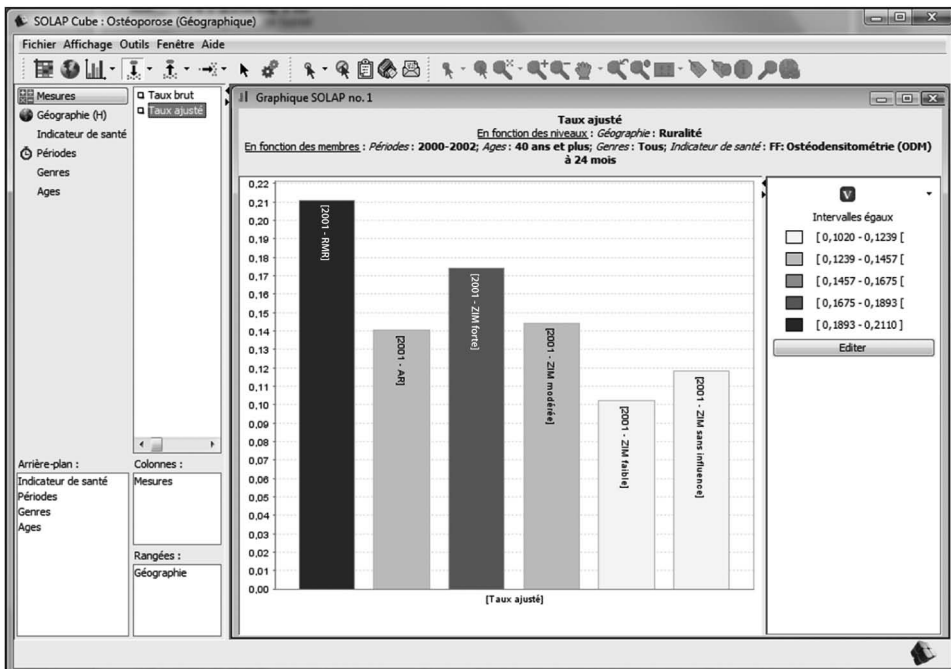 SOLAP Cube : Ostéoporose (Géographique)
Fichier Affichage Outils Fenêtre Aide
Mesures
Géographie (H)
Indicateur de santé
Périodes
Genres
Ages
Taux brut
Taux ajusté
Arrière-plan :
Indicateur de santé
Périodes
Genres
Ages
Colonnes :
Mesures
Rangées :
Géographie
Graphique SOLAP no. 1
Taux ajusté
En fonction des niveaux : Géographie : Ruralité
En fonction des membres : Périodes : 2000-2002; Ages : 40 ans et plus; Genres : Tous; Indicateur de santé : FF: Ostéodensitométrie (ODM)
à 24 mois
0,22
0,21
0,20
0,19
0,18
0,17
0,16
0,15
0,14
0,13
0,12
0,11
0,10
0,09
0,08
0,07
0,06
0,05
0,04
0,03
0,02
0,01
0,00
[2001 - RMR]
[2001 - AR]
[2001 - ZIM forte]
[2001 - ZIM modérée]
[2001 - ZIM faible]
[2001 - ZIM sans influence]
[Taux ajusté]
V
Intervalles égaux
[ 0,1020 - 0,1239 [
[ 0,1239 - 0,1457 [
[ 0,1457 - 0,1675 [
[ 0,1675 - 0,1893 [
[ 0,1893 - 0,2110 ]
Editer